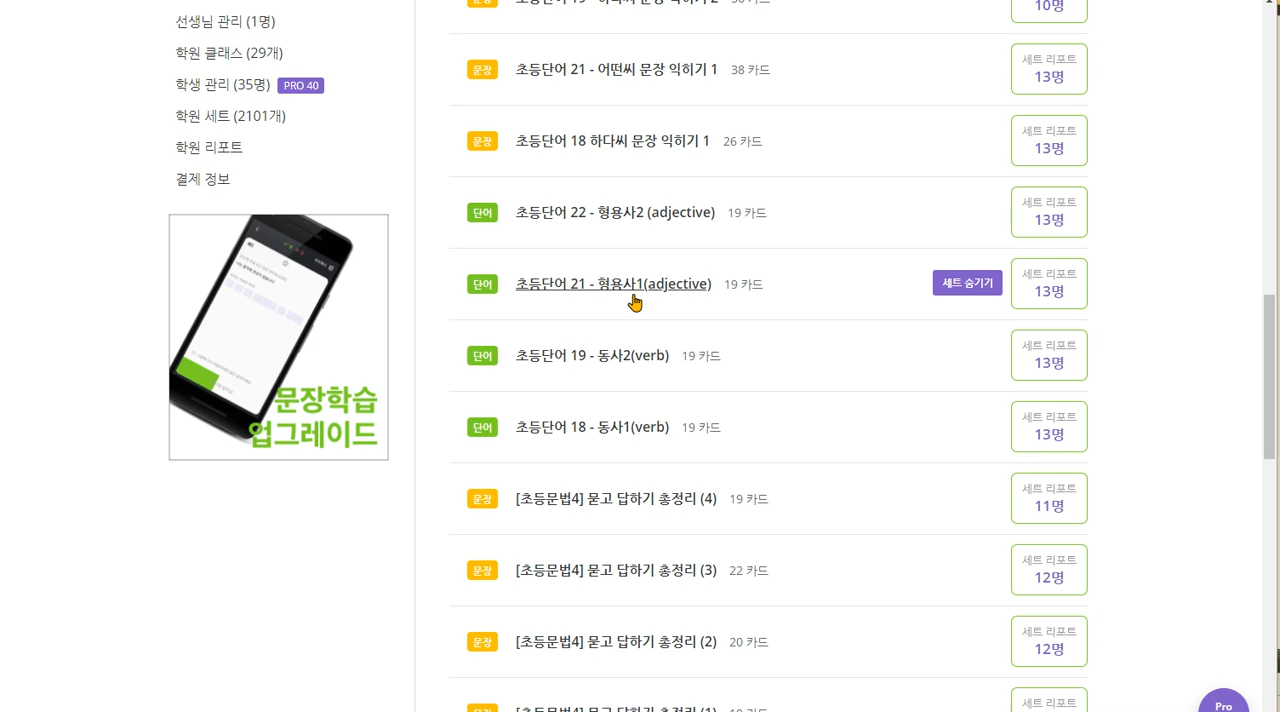 선생님 관리 (1명)
학원 클래스 (29개)
학생 관리 (35명) PRO 40
학원 세트 (2101개)
학원 리포트
결제 정보
문장학습
업그레이드
10명
문장 초등단어 21 - 어떤씨 문장 익히기 1 38 카드
세트 리포트
13명
문장 초등단어 18 하다씨 문장 익히기 1 26 카드
세트 리포트
13명
단어 초등단어 22 - 형용사2 (adjective) 19 카드
세트 리포트
13명
단어 초등단어 21 - 형용사1(adjective) 19 카드 세트 숨기기
세트 리포트
13명
단어 초등단어 19 - 동사2(verb) 19 카드
세트 리포트
13명
단어 초등단어 18 - 동사1(verb) 19 카드
세트 리포트
13명
문장 [초등문법4] 묻고 답하기 총정리 (4) 19 카드
세트 리포트
11명
문장 [초등문법4] 묻고 답하기 총정리 (3) 22 카드
세트 리포트
12명
문장 [초등문법4] 묻고 답하기 총정리 (2) 20 카드
세트 리포트
12명
세트 리포트
Pro